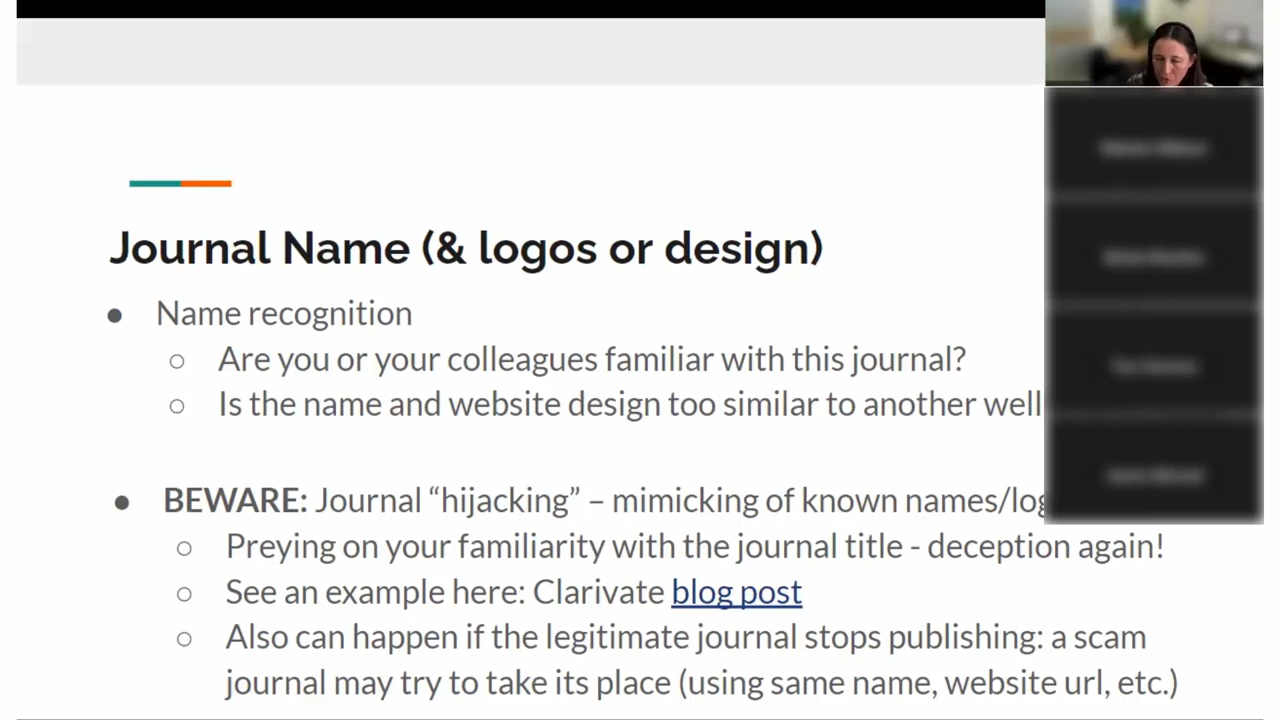 Journal Name (& logos or design)
● Name recognition
○ Are you or your colleagues familiar with this journal?
○ Is the name and website design too similar to another well
● BEWARE: Journal “hijacking” – mimicking of known names/log
○ Preying on your familiarity with the journal title - deception again!
○ See an example here: Clarivate blog post
○ Also can happen if the legitimate journal stops publishing: a scam
journal may try to take its place (using same name, website url, etc.)